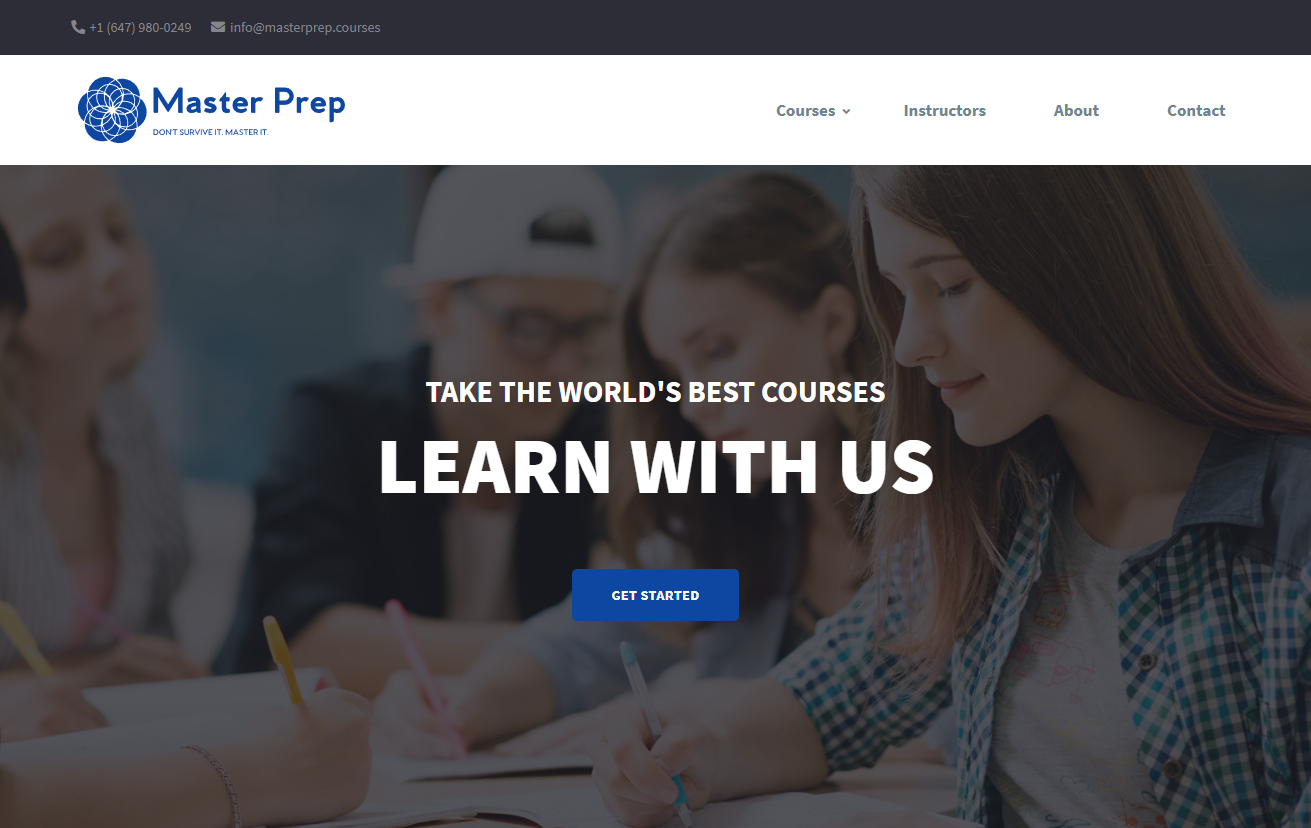 +1 (647) 980-0249 info@masterprep.courses
Master Prep
DON'T SURVIVE IT. MASTER IT.
Courses Instructors About Contact
TAKE THE WORLD'S BEST COURSES
LEARN WITH US
GET STARTED